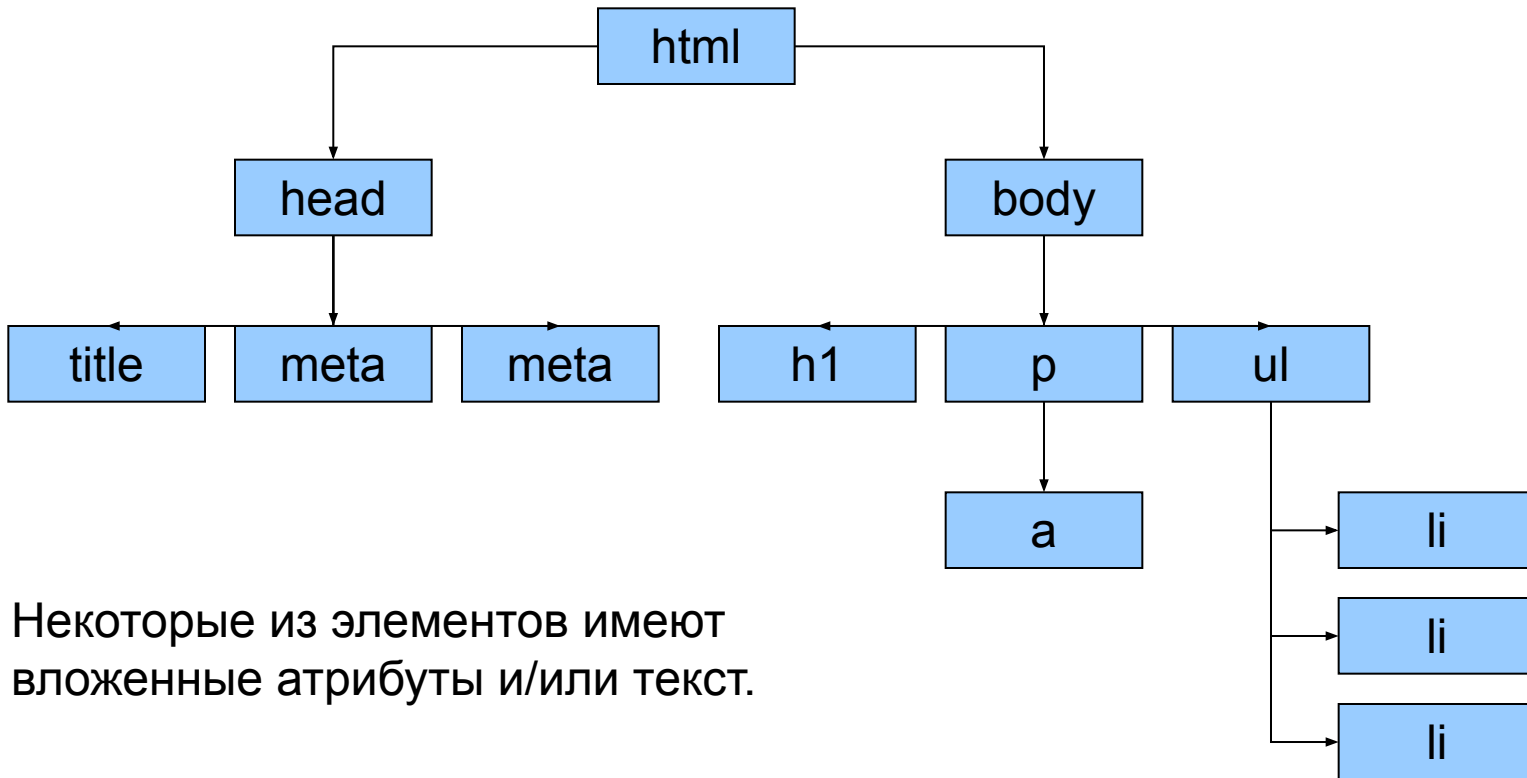 html
head
body
title
meta
meta
h1
p
ul
a
li
Некоторые из элементов имеют
li
вложенные атрибуты и/или текст.
li